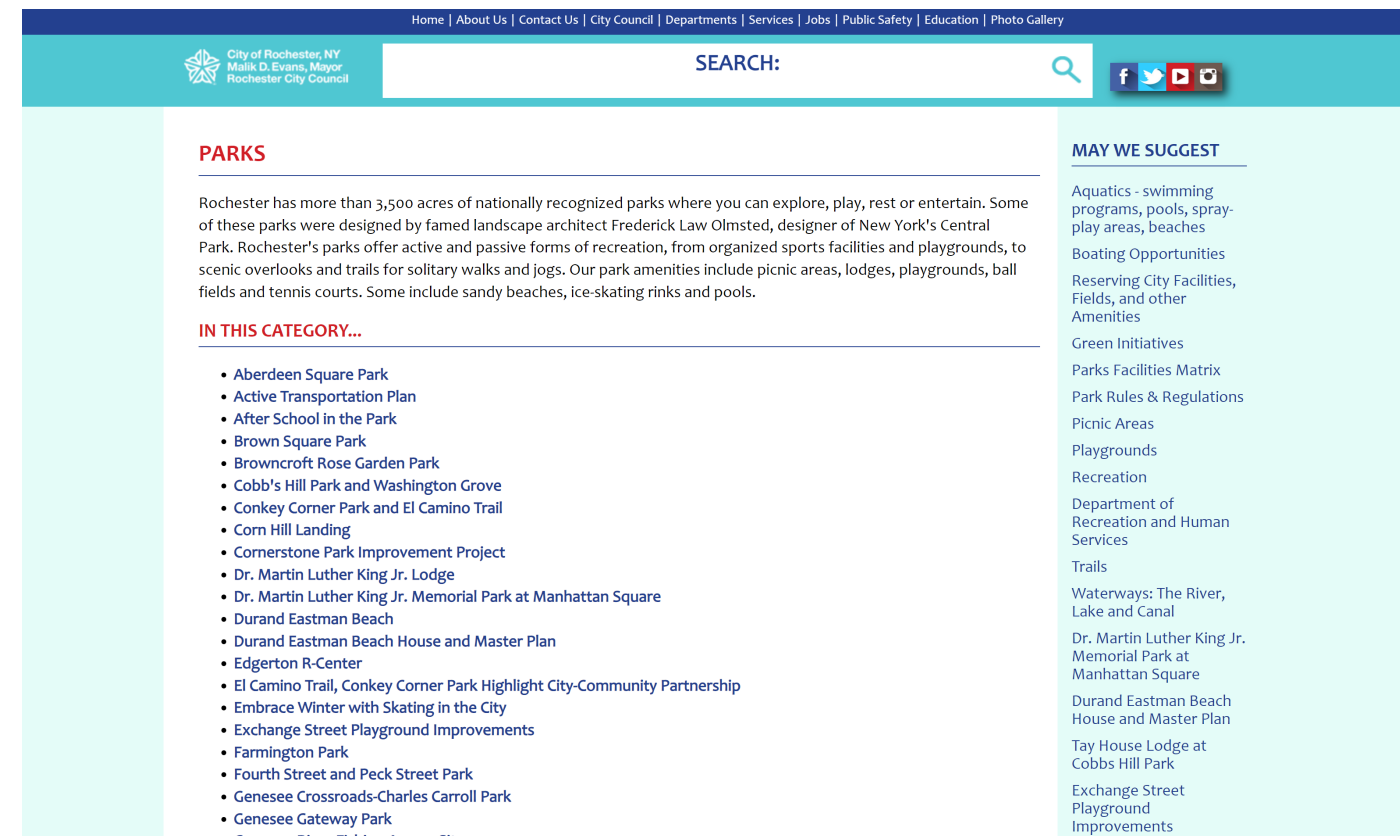 Home | About Us | Contact Us | City Council | Departments | Services | Jobs | Public Safety | Education | Photo Gallery
City of Rochester, NY
Malik D. Evans, Mayor
Rochester City Council
SEARCH:
PARKS
Rochester has more than 3,500 acres of nationally recognized parks where you can explore, play, rest or entertain. Some
of these parks were designed by famed landscape architect Frederick Law Olmsted, designer of New York's Central
Park. Rochester's parks offer active and passive forms of recreation, from organized sports facilities and playgrounds, to
scenic overlooks and trails for solitary walks and jogs. Our park amenities include picnic areas, lodges, playgrounds, ball
fields and tennis courts. Some include sandy beaches, ice-skating rinks and pools.
IN THIS CATEGORY...
• Aberdeen Square Park
• Active Transportation Plan
• After School in the Park
• Brown Square Park
• Browncroft Rose Garden Park
• Cobb's Hill Park and Washington Grove
• Conkey Corner Park and El Camino Trail
• Corn Hill Landing
• Cornerstone Park Improvement Project
• Dr. Martin Luther King Jr. Lodge
• Dr. Martin Luther King Jr. Memorial Park at Manhattan Square
• Durand Eastman Beach
• Durand Eastman Beach House and Master Plan
• Edgerton R-Center
• El Camino Trail, Conkey Corner Park Highlight City-Community Partnership
• Embrace Winter with Skating in the City
• Exchange Street Playground Improvements
• Farmington Park
• Fourth Street and Peck Street Park
• Genesee Crossroads-Charles Carroll Park
• Genesee Gateway Park
MAY WE SUGGEST
Aquatics - swimming
programs, pools, spray-
play areas, beaches
Boating Opportunities
Reserving City Facilities,
Fields, and other
Amenities
Green Initiatives
Parks Facilities Matrix
Park Rules & Regulations
Picnic Areas
Playgrounds
Recreation
Department of
Recreation and Human
Services
Trails
Waterways: The River,
Lake and Canal
Dr. Martin Luther King Jr.
Memorial Park at
Manhattan Square
Durand Eastman Beach
House and Master Plan
Tay House Lodge at
Cobbs Hill Park
Exchange Street
Playground
Improvements